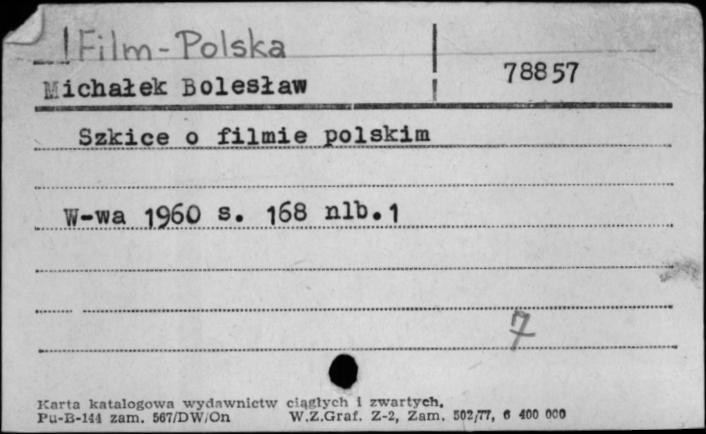 Film-Polska
Michałek Bolesław 78857
Szkice o filmie polskim
W-wa 1960 s. 168 nlb.1
7
Karta katalogowa wydawnictw ciągłych i zwartych.
Pu-B-144 zam. 567/DW/On W.Z.Graf. Z-2, Zam. 502/77, 6 400 000